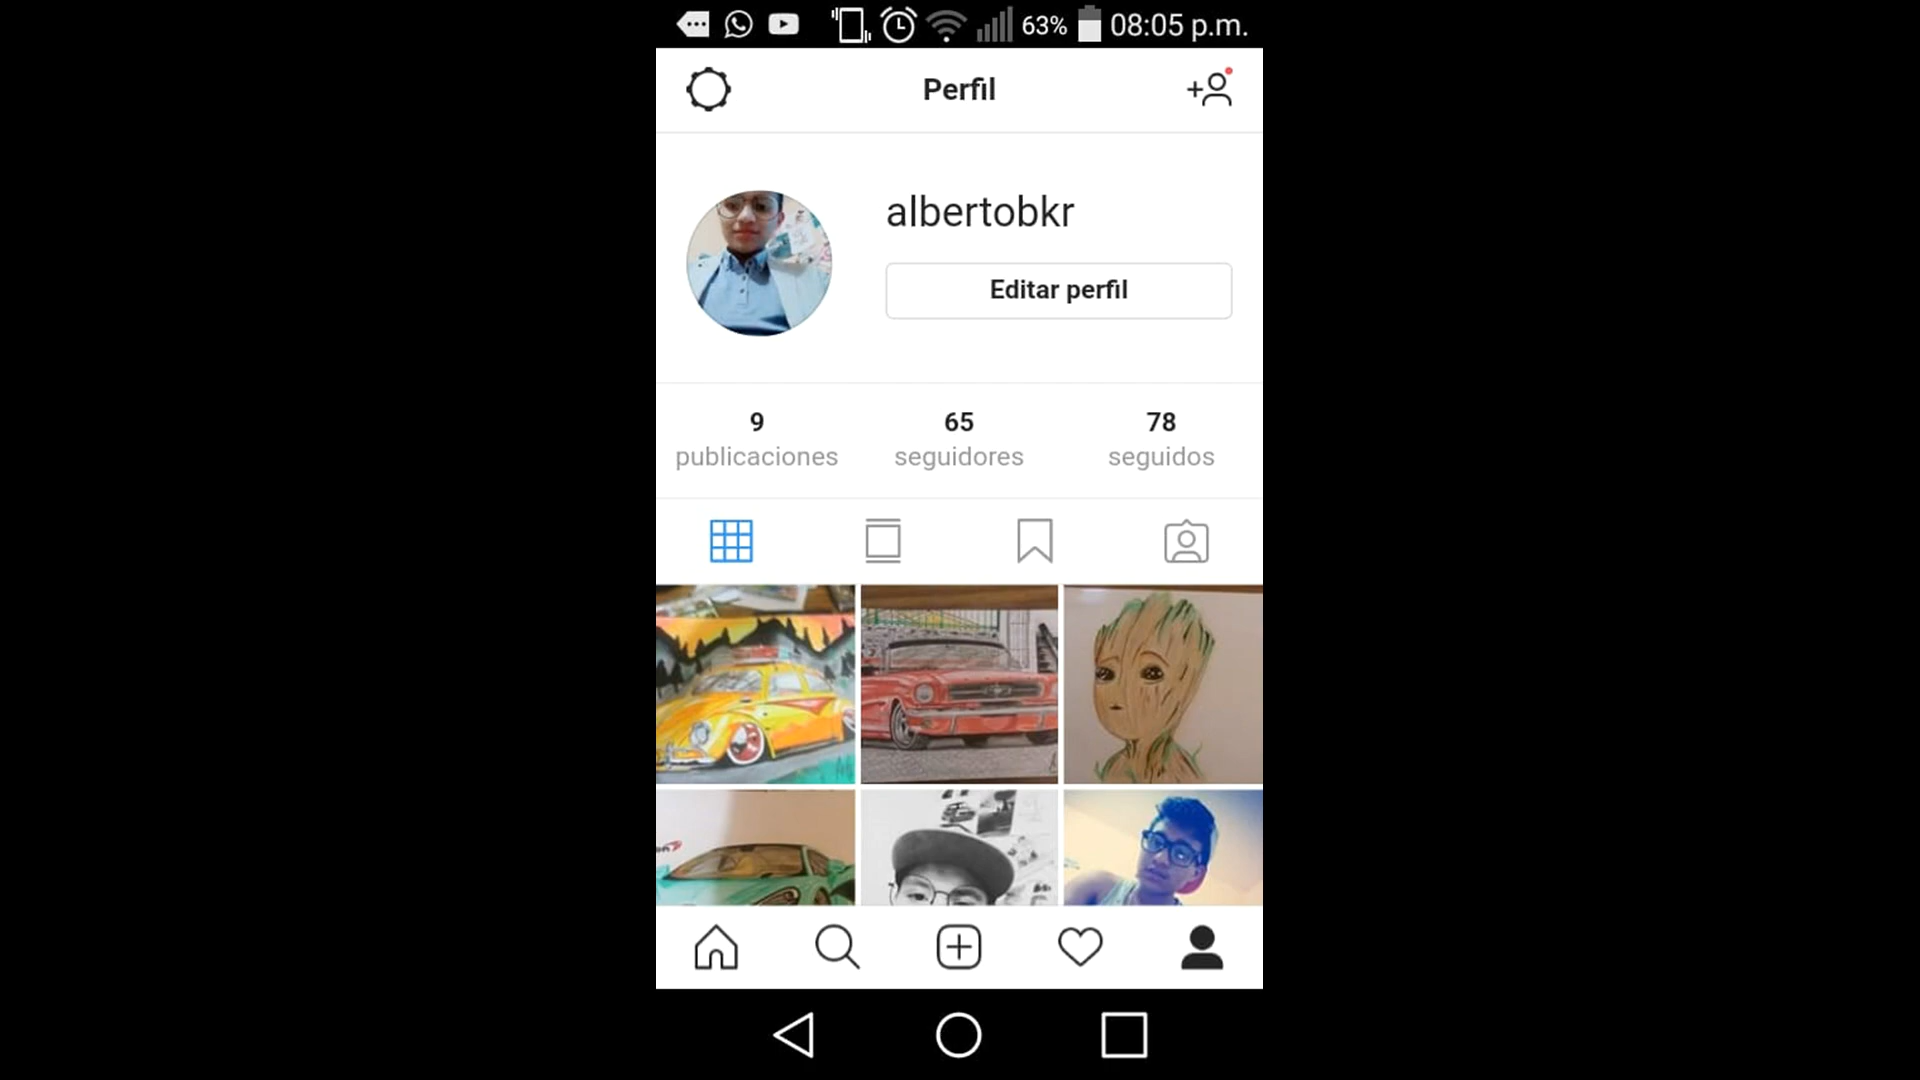 63% 08:05 p.m.
Perfil
albertobkr
Editar perfil
9 65 78
publicaciones seguidores seguidos